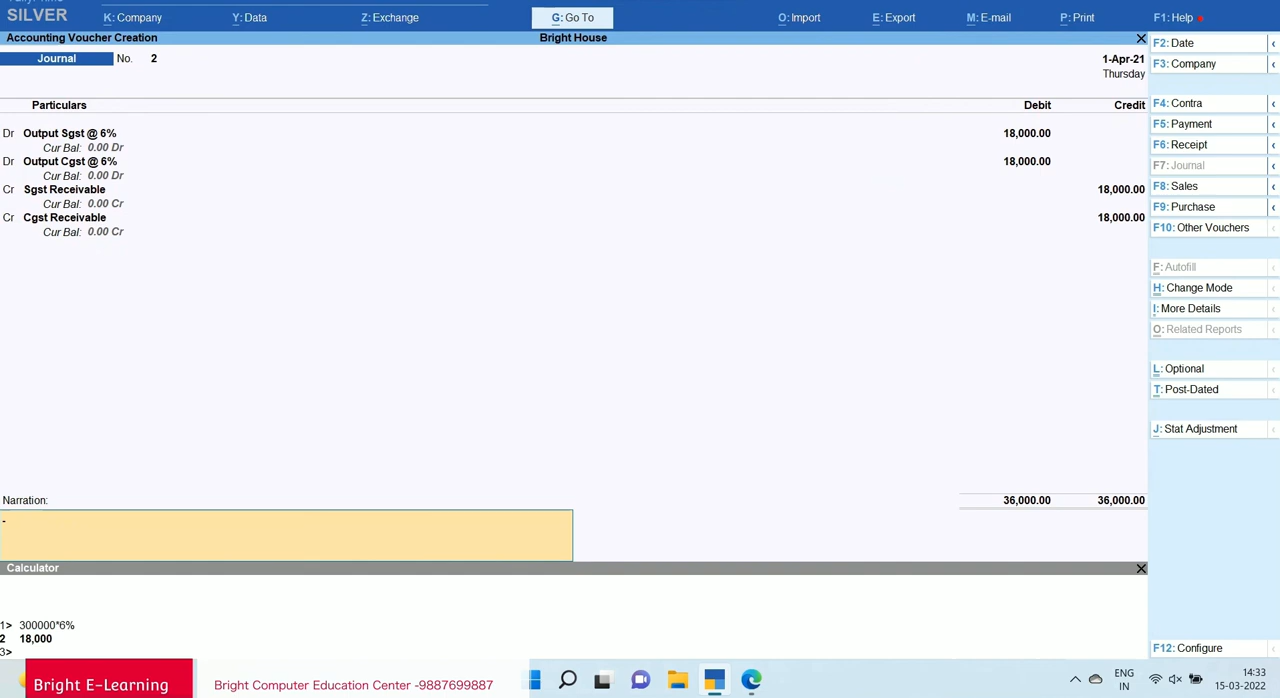 SILVER
K: Company Y: Data Z: Exchange G: Go To O: Import E: Export M: E-mail P: Print F1: Help
Accounting Voucher Creation Bright House
Journal No. 2 1-Apr-21
Thursday
Particulars Debit Credit
Dr Output Sgst @ 6% 18,000.00
Cur Bal: 0.00 Dr
Dr Output Cgst @ 6% 18,000.00
Cur Bal: 0.00 Dr
Cr Sgst Receivable 18,000.00
Cur Bal: 0.00 Cr
Cr Cgst Receivable 18,000.00
Cur Bal: 0.00 Cr
Narration: 36,000.00 36,000.00
-
Calculator
1> 300000*6%
2 18,000
3>
F2: Date
F3: Company
F4: Contra
F5: Payment
F6: Receipt
F7: Journal
F8: Sales
F9: Purchase
F10: Other Vouchers
F: Autofill
H: Change Mode
I: More Details
O: Related Reports
L: Optional
T: Post-Dated
J: Stat Adjustment
F12: Configure
Bright E-Learning
Bright Computer Education Center -9887699887
ENG
IN
14:33
15-03-2022